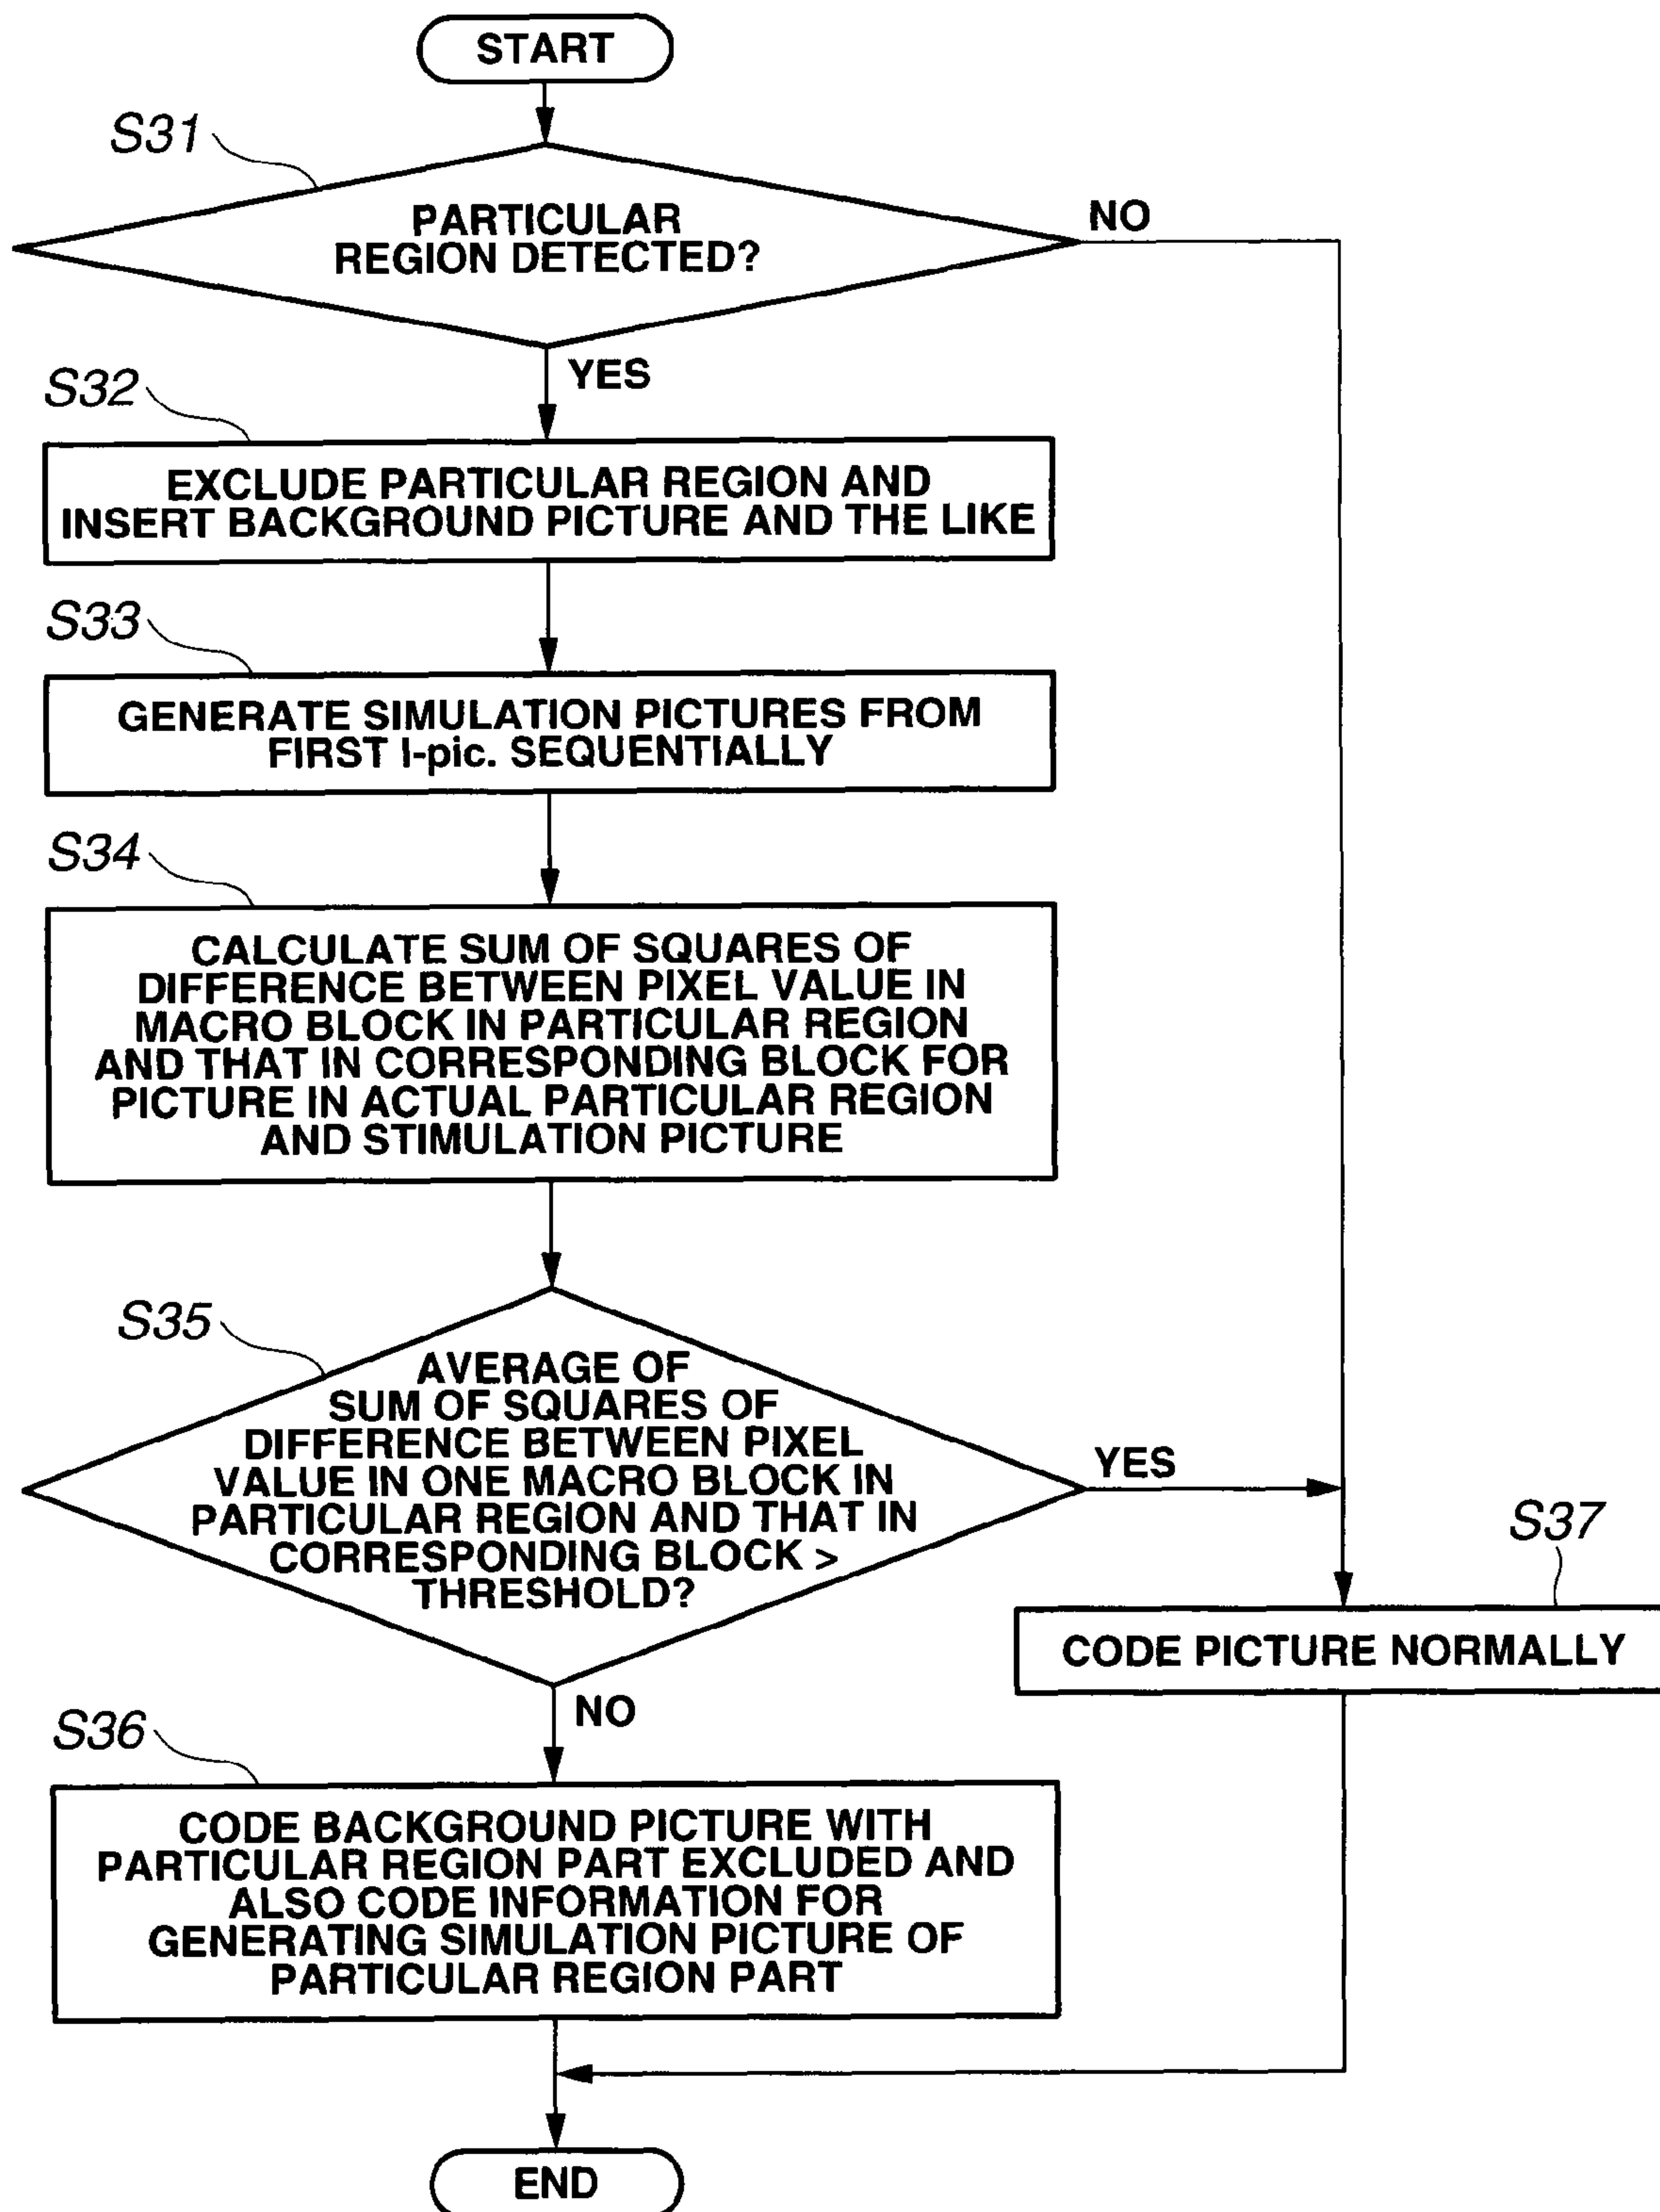 START
S31
PARTICULAR
REGION DETECTED?
NO
YES
S32
EXCLUDE PARTICULAR REGION AND
INSERT BACKGROUND PICTURE AND THE LIKE
S33
GENERATE SIMULATION PICTURES FROM
FIRST I-pic. SEQUENTIALLY
S34
CALCULATE SUM OF SQUARES OF
DIFFERENCE BETWEEN PIXEL VALUE IN
MACRO BLOCK IN PARTICULAR REGION
AND THAT IN CORRESPONDING BLOCK FOR
PICTURE IN ACTUAL PARTICULAR REGION
AND STIMULATION PICTURE
S35
AVERAGE OF
SUM OF SQUARES OF
DIFFERENCE BETWEEN PIXEL
VALUE IN ONE MACRO BLOCK IN
PARTICULAR REGION AND THAT IN
CORRESPONDING BLOCK >
THRESHOLD?
YES
S37
CODE PICTURE NORMALLY
NO
S36
CODE BACKGROUND PICTURE WITH
PARTICULAR REGION PART EXCLUDED AND
ALSO CODE INFORMATION FOR
GENERATING SIMULATION PICTURE OF
PARTICULAR REGION PART
END